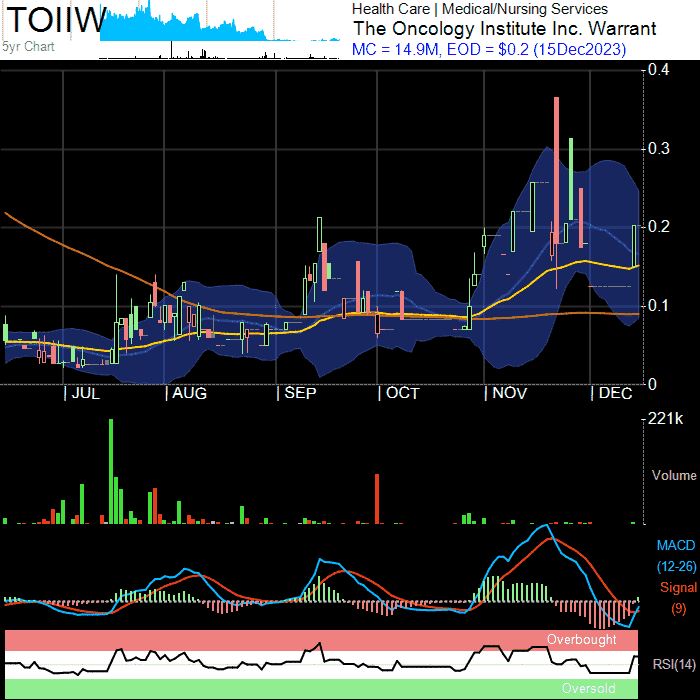 TOIIW
5yr Chart
Health Care | Medical/Nursing Services
The Oncology Institute Inc. Warrant
MC = 14.9M, EOD = $0.2 (15Dec2023)
0.4
0.3
0.2
0.1
0
JUL AUG SEP OCT NOV DEC
221k
Volume
MACD
(12-26)
Signal
(9)
Overbought
RSI(14)
Oversold